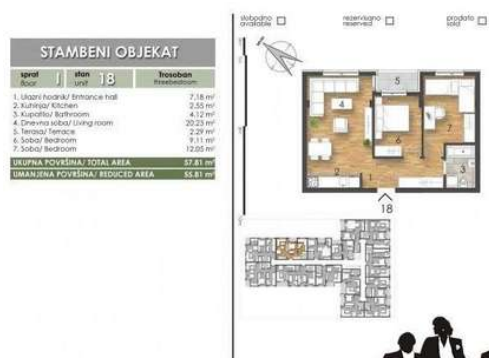 slobodno
available
rezervisano
reserved
prodato
sold
STAMBENI OBJEKAT
sprat
floor
I
stan
unit
18
Trosoban
threebedroom
1. Ulazni hodnik/ Entrance hall 7.18 m²
2. Kuhinja/ Kitchen 2.55 m²
3. Kupatilo/ Bathroom 4.12 m²
4. Dnevna soba/ Living room 20.23 m²
5. Terasa/ Terrace 2.29 m²
6. Soba/ Bedroom 9.11 m²
7. Soba/ Bedroom 12.05 m²
UKUPNA POVRŠINA/ TOTAL AREA 57.81 m²
UMANJENA POVRŠINA/ REDUCED AREA 55.81 m²
5
4
7
6
3
2
1
18